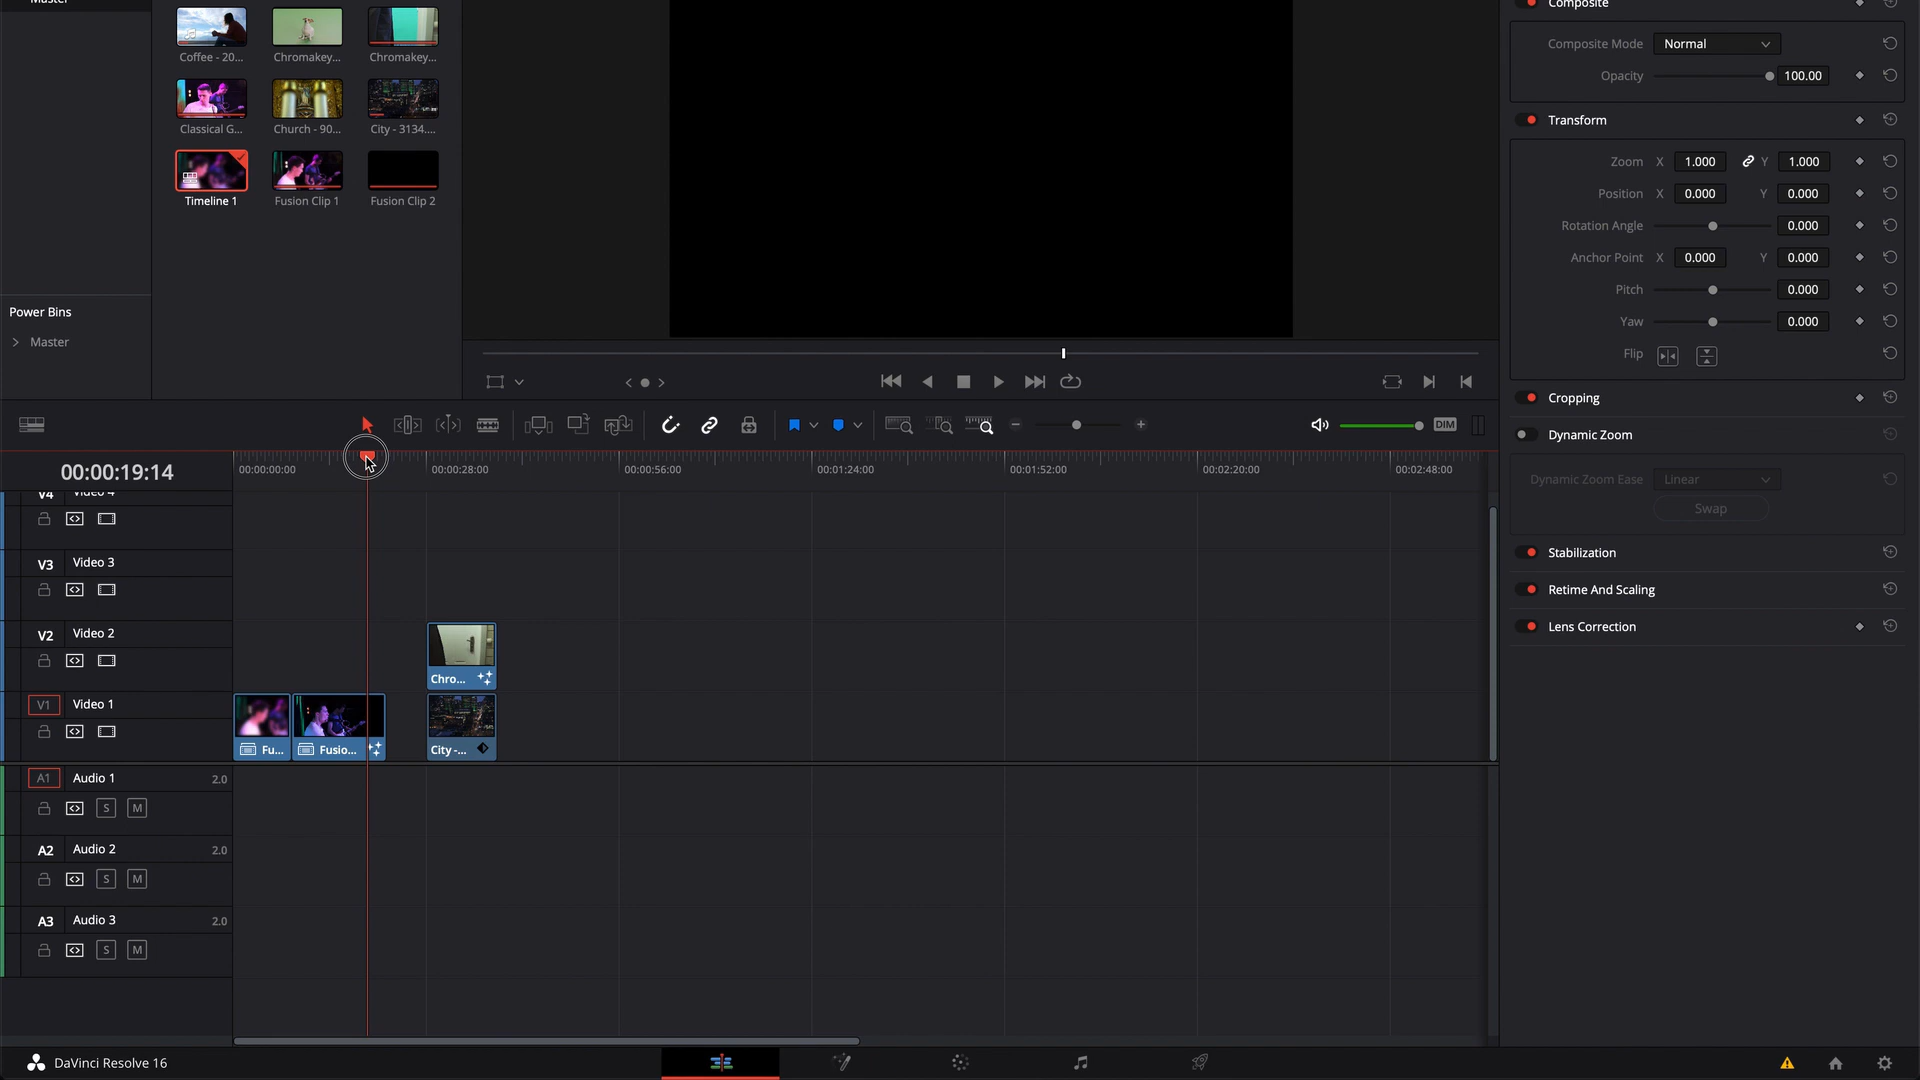 Master
Coffee - 20...
Chromakey...
Chromakey...
Classical G...
Church - 90...
City - 3134....
Timeline 1
Fusion Clip 1
Fusion Clip 2
Power Bins
Master
Composite
Composite Mode Normal
Opacity 100.00
Transform
Zoom X 1.000 Y 1.000
Position X 0.000 Y 0.000
Rotation Angle 0.000
Anchor Point X 0.000 Y 0.000
Pitch 0.000
Yaw 0.000
Flip
Cropping
Dynamic Zoom
Dynamic Zoom Ease Linear
Swap
Stabilization
Retime And Scaling
Lens Correction
DIM
00:00:19:14
00:00:00:00
00:00:28:00
00:00:56:00
00:01:24:00
00:01:52:00
00:02:20:00
00:02:48:00
V4 Video 4
V3 Video 3
V2 Video 2
Chro...
V1 Video 1
Fu...
Fusio...
City -...
A1 Audio 1 2.0
S M
A2 Audio 2 2.0
S M
A3 Audio 3 2.0
S M
DaVinci Resolve 16